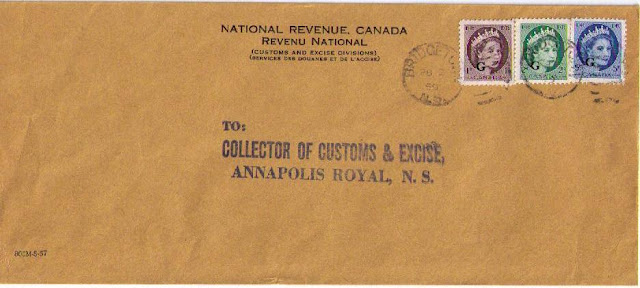 NATIONAL REVENUE, CANADA
REVENU NATIONAL
(CUSTOMS AND EXCISE DIVISIONS)
(SERVICES DES DOUANES ET DE L'ACCISE)
G
G
G
CANADA
N.S.
TO:
COLLECTOR OF CUSTOMS & EXCISE,
ANNAPOLIS ROYAL, N. S.